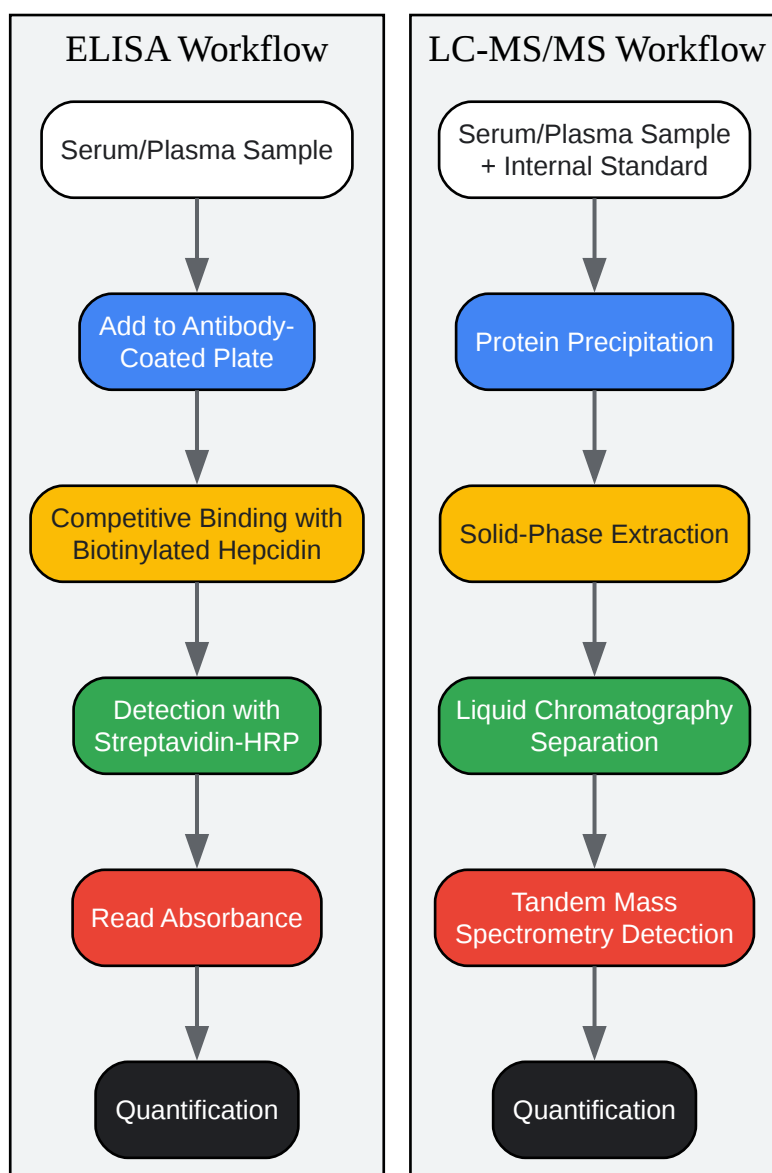 ELISA Workflow
Serum/Plasma Sample
Add to Antibody-
Coated Plate
Competitive Binding with
Biotinylated Hepcidin
Detection with
Streptavidin-HRP
Read Absorbance
Quantification
LC-MS/MS Workflow
Serum/Plasma Sample
+ Internal Standard
Protein Precipitation
Solid-Phase Extraction
Liquid Chromatography
Separation
Tandem Mass
Spectrometry Detection
Quantification